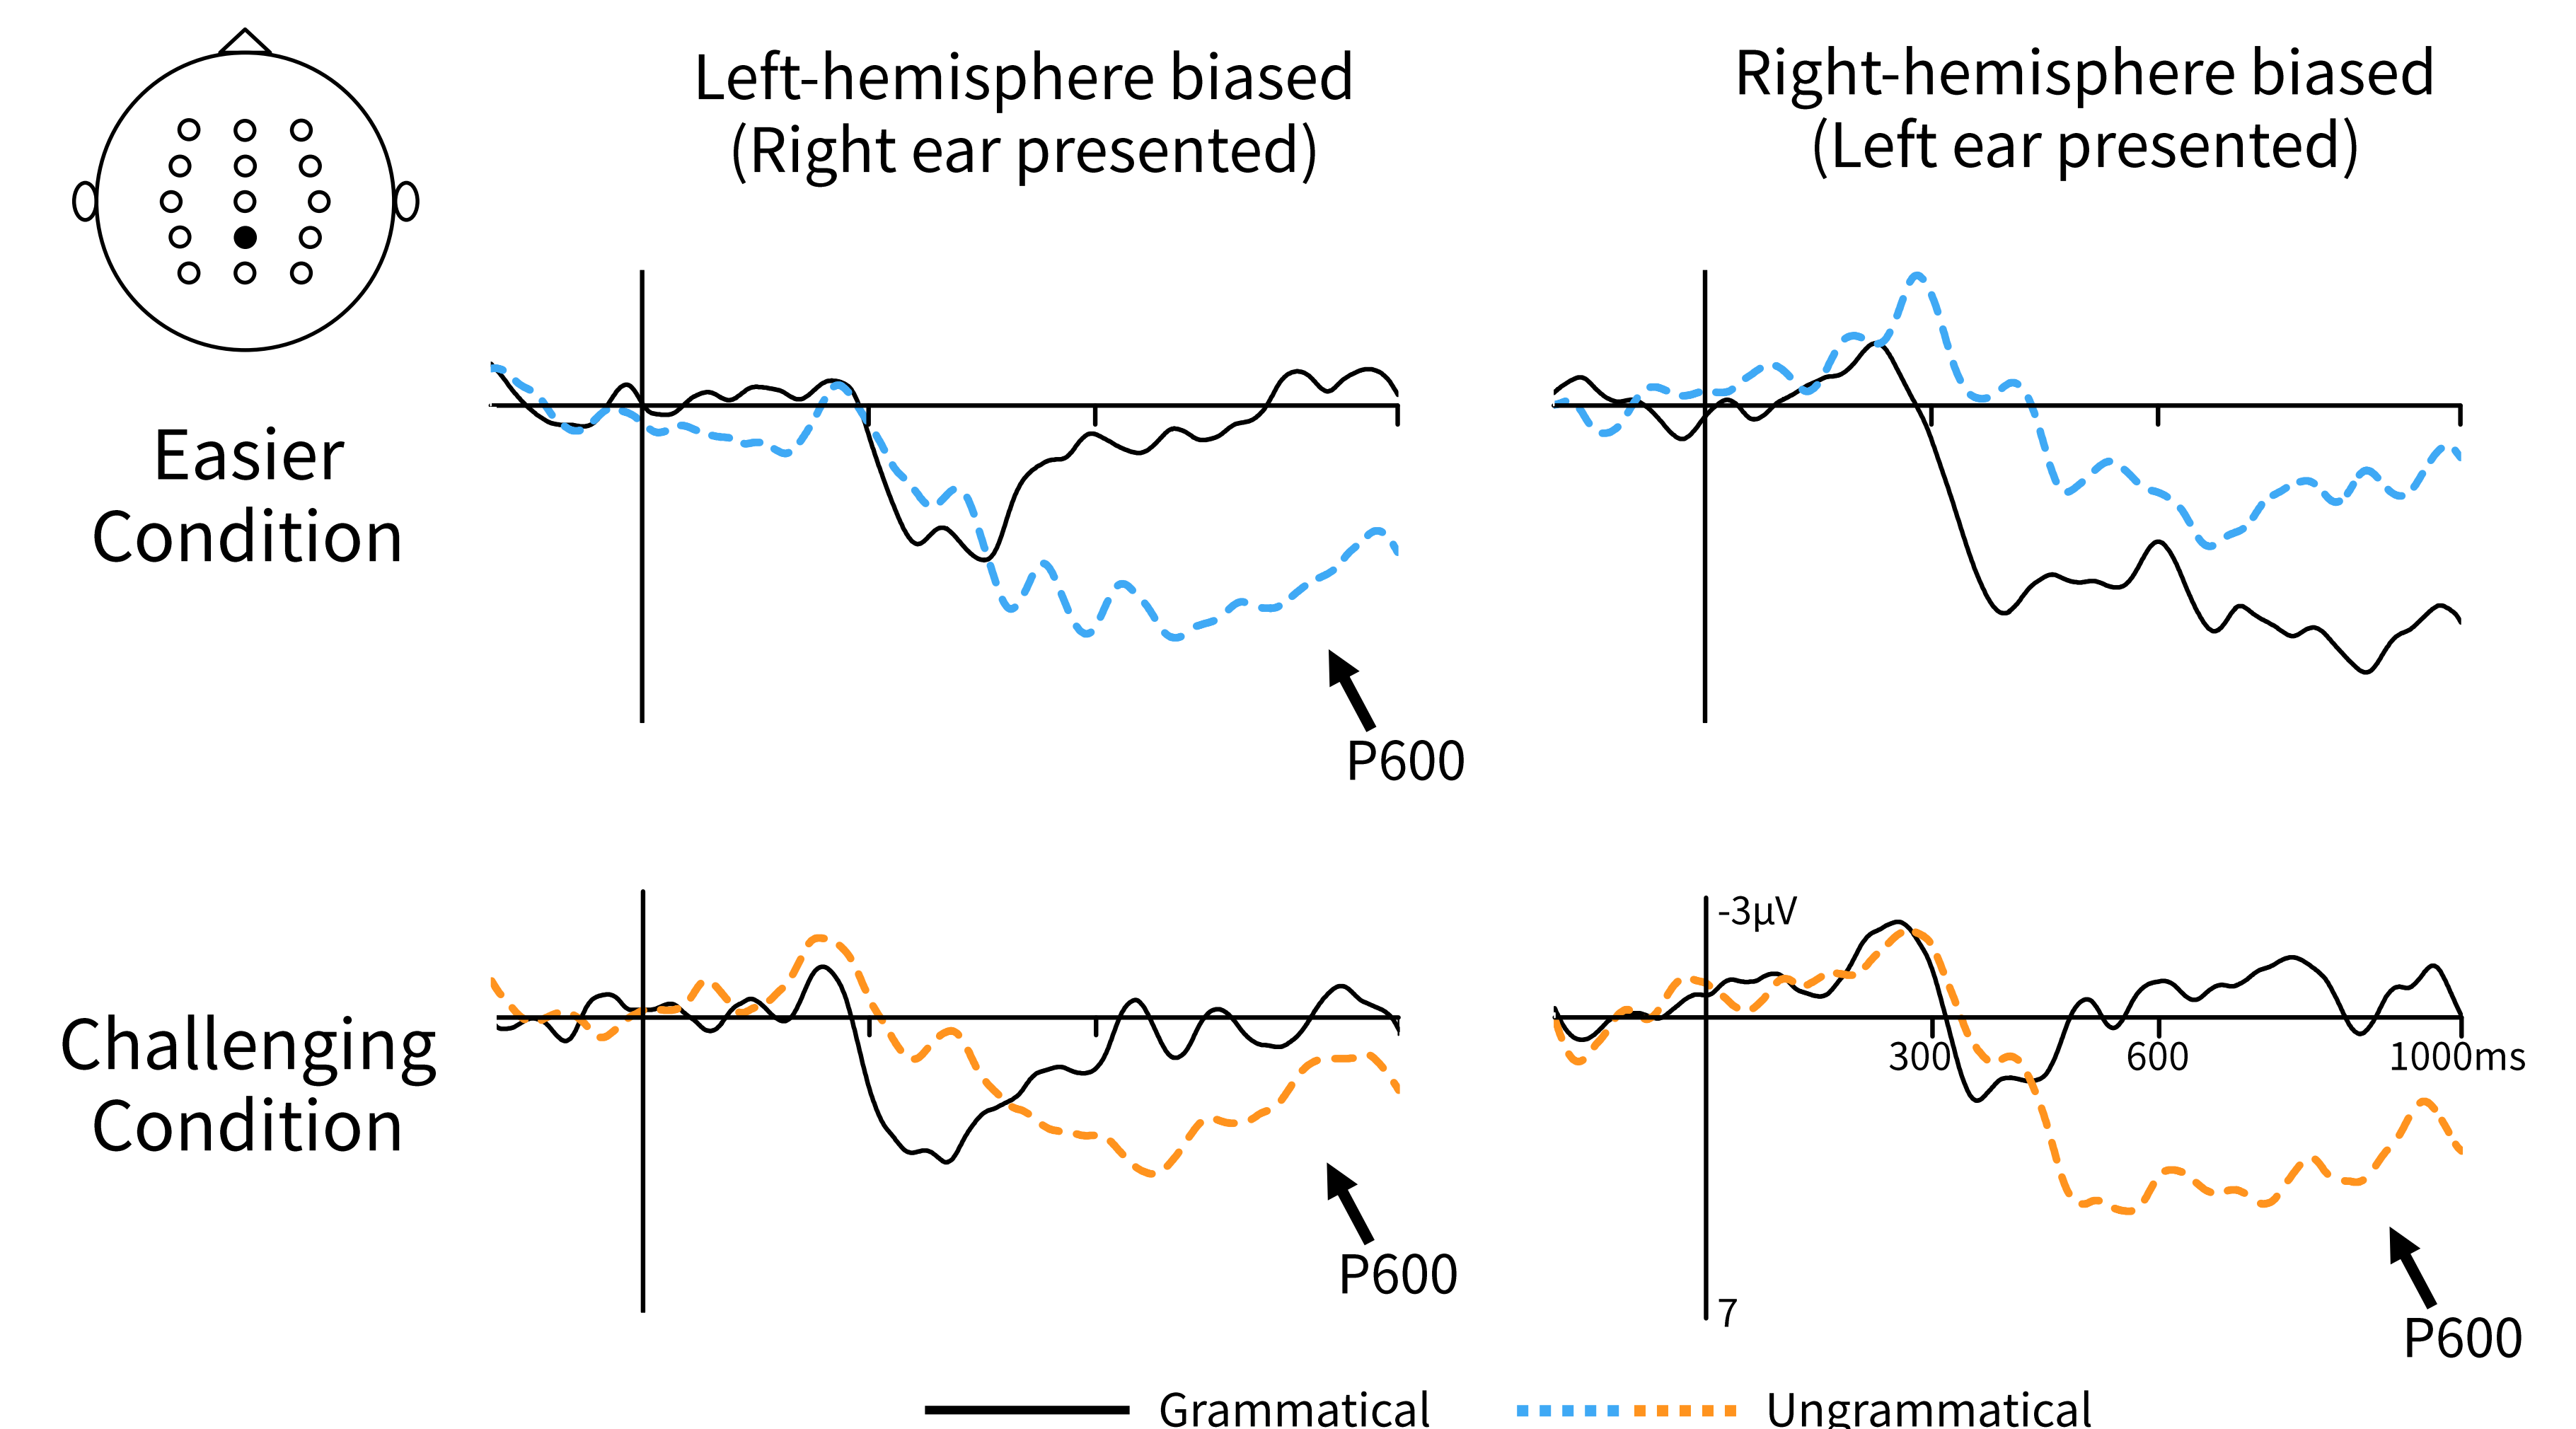 Left-hemisphere biased
(Right ear presented)
Right-hemisphere biased
(Left ear presented)
Easier
Condition
P600
Challenging
Condition
-3µV
300
600
1000ms
7
P600
P600
Grammatical
Ungrammatical